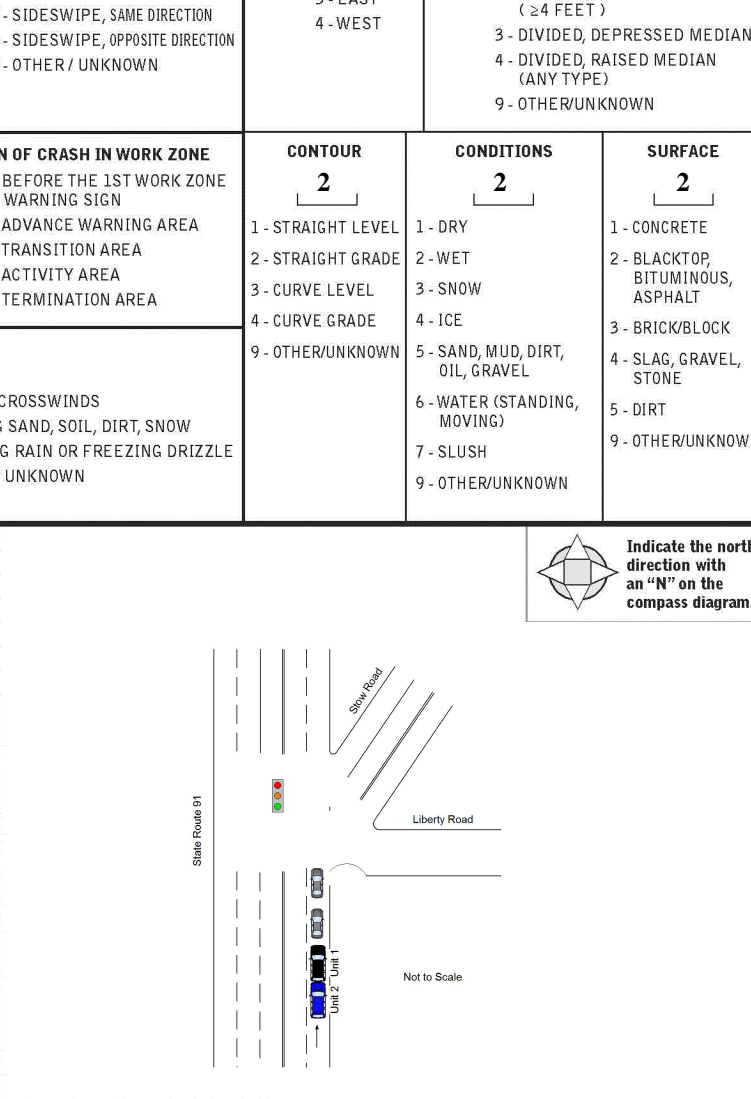 - SIDESWIPE, SAME DIRECTION
- SIDESWIPE, OPPOSITE DIRECTION
- OTHER / UNKNOWN
4 - WEST
( ≥4 FEET )
3 - DIVIDED, DEPRESSED MEDIAN
4 - DIVIDED, RAISED MEDIAN
(ANY TYPE)
9 - OTHER/UNKNOWN
N OF CRASH IN WORK ZONE
BEFORE THE 1ST WORK ZONE
WARNING SIGN
ADVANCE WARNING AREA
TRANSITION AREA
ACTIVITY AREA
TERMINATION AREA
CROSSWINDS
G SAND, SOIL, DIRT, SNOW
G RAIN OR FREEZING DRIZZLE
UNKNOWN
CONTOUR
2
1 - STRAIGHT LEVEL
2 - STRAIGHT GRADE
3 - CURVE LEVEL
4 - CURVE GRADE
9 - OTHER/UNKNOWN
CONDITIONS
2
1 - DRY
2 - WET
3 - SNOW
4 - ICE
5 - SAND, MUD, DIRT,
OIL, GRAVEL
6 - WATER (STANDING,
MOVING)
7 - SLUSH
9 - OTHER/UNKNOWN
SURFACE
2
1 - CONCRETE
2 - BLACKTOP,
BITUMINOUS,
ASPHALT
3 - BRICK/BLOCK
4 - SLAG, GRAVEL,
STONE
5 - DIRT
9 - OTHER/UNKNOW
Indicate the north
direction with
an “N” on the
compass diagram.
Stow Road
State Route 91
Liberty Road
Unit 1
Unit 2
Not to Scale